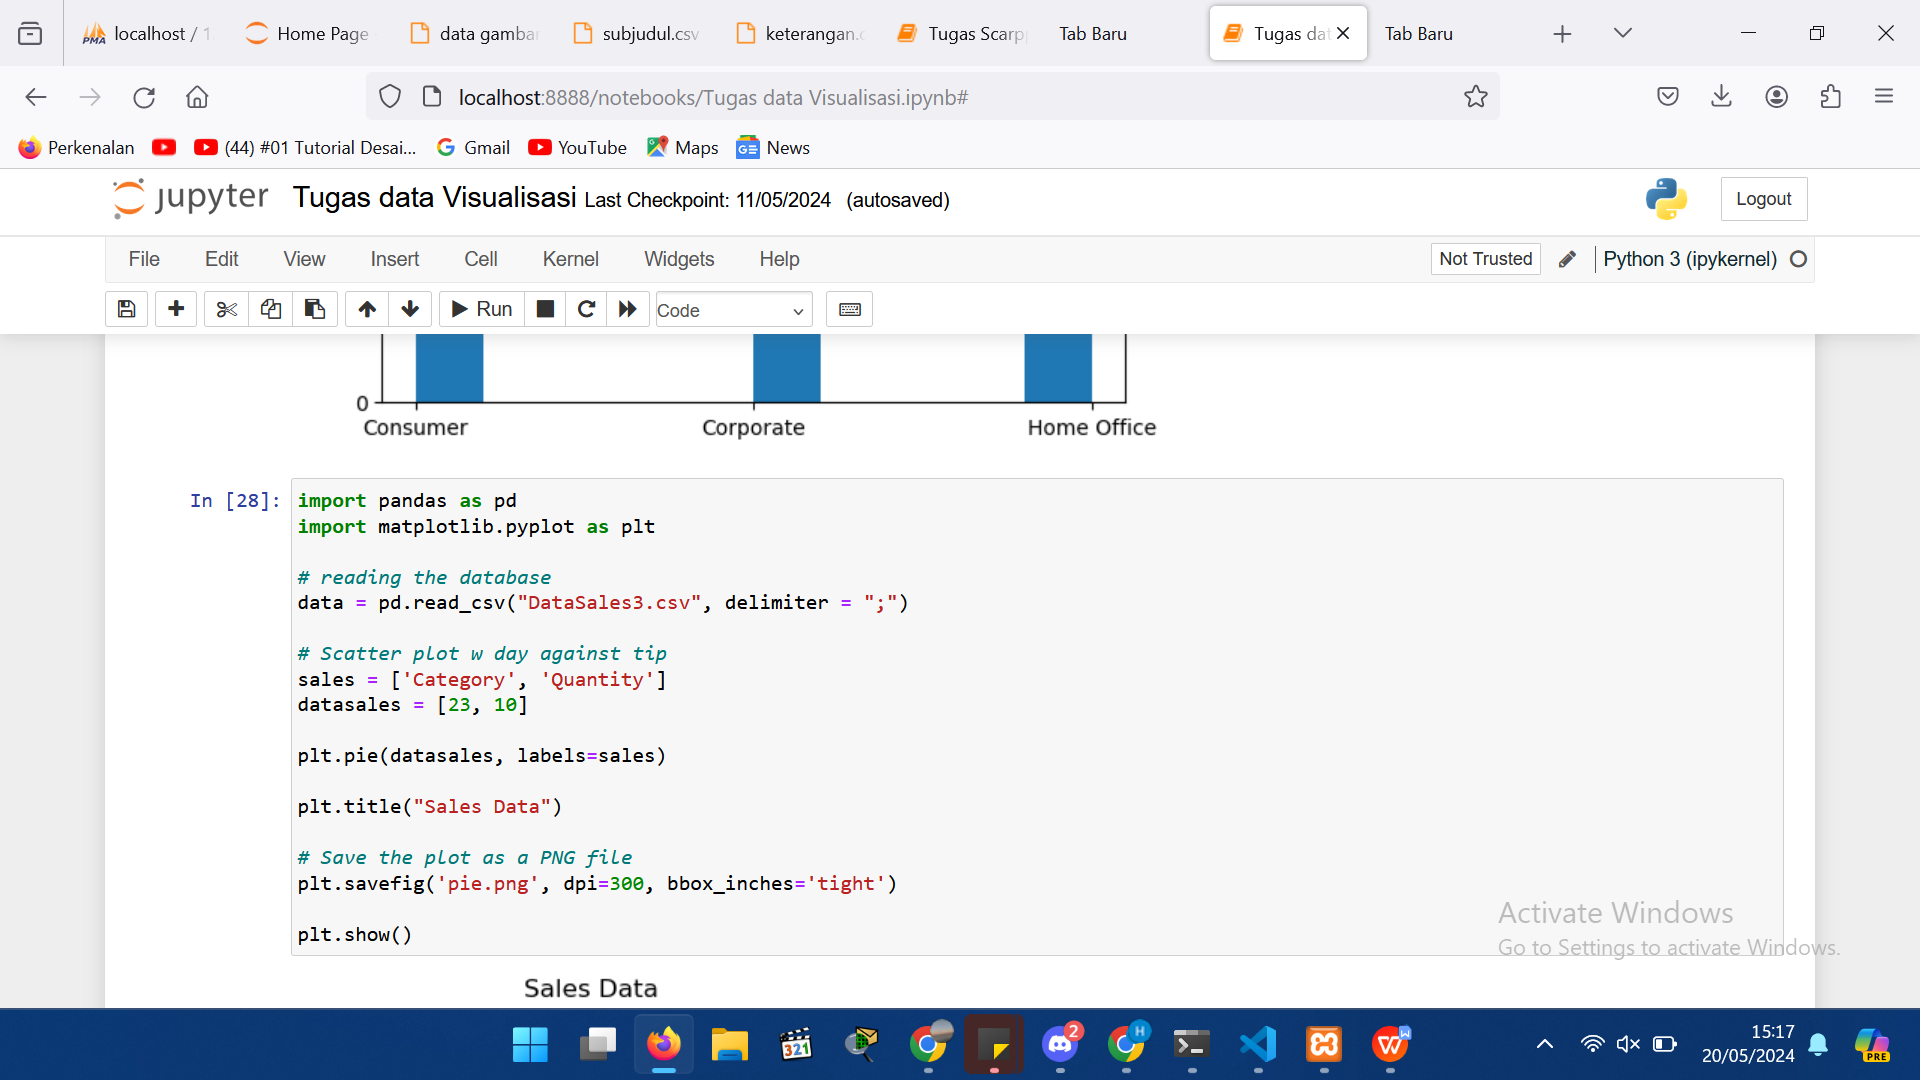 localhost / 1
Home Page
data gambar
subjudul.csv
keterangan.c
Tugas Scarpp
Tab Baru
Tugas dat
Tab Baru
localhost:8888/notebooks/Tugas data Visualisasi.ipynb#
Perkenalan
(44) #01 Tutorial Desai...
Gmail
YouTube
Maps
News
jupyter
Tugas data Visualisasi Last Checkpoint: 11/05/2024 (autosaved)
Logout
File Edit View Insert Cell Kernel Widgets Help
Not Trusted
Python 3 (ipykernel)
Run
Code
0
Consumer Corporate Home Office
In [28]:
import pandas as pd
import matplotlib.pyplot as plt
# reading the database
data = pd.read_csv("DataSales3.csv", delimiter = ";")
# Scatter plot w day against tip
sales = ['Category', 'Quantity']
datasales = [23, 10]
plt.pie(datasales, labels=sales)
plt.title("Sales Data")
# Save the plot as a PNG file
plt.savefig('pie.png', dpi=300, bbox_inches='tight')
plt.show()
Activate Windows
Go to Settings to activate Windows.
Sales Data
321
2
H
15:17
20/05/2024
PRE